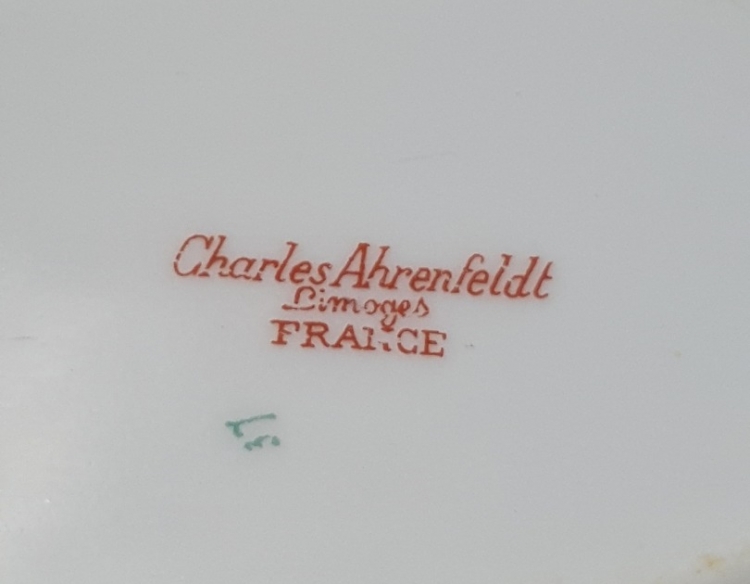 Charles Ahrenfeldt
Limoges
FRANCE